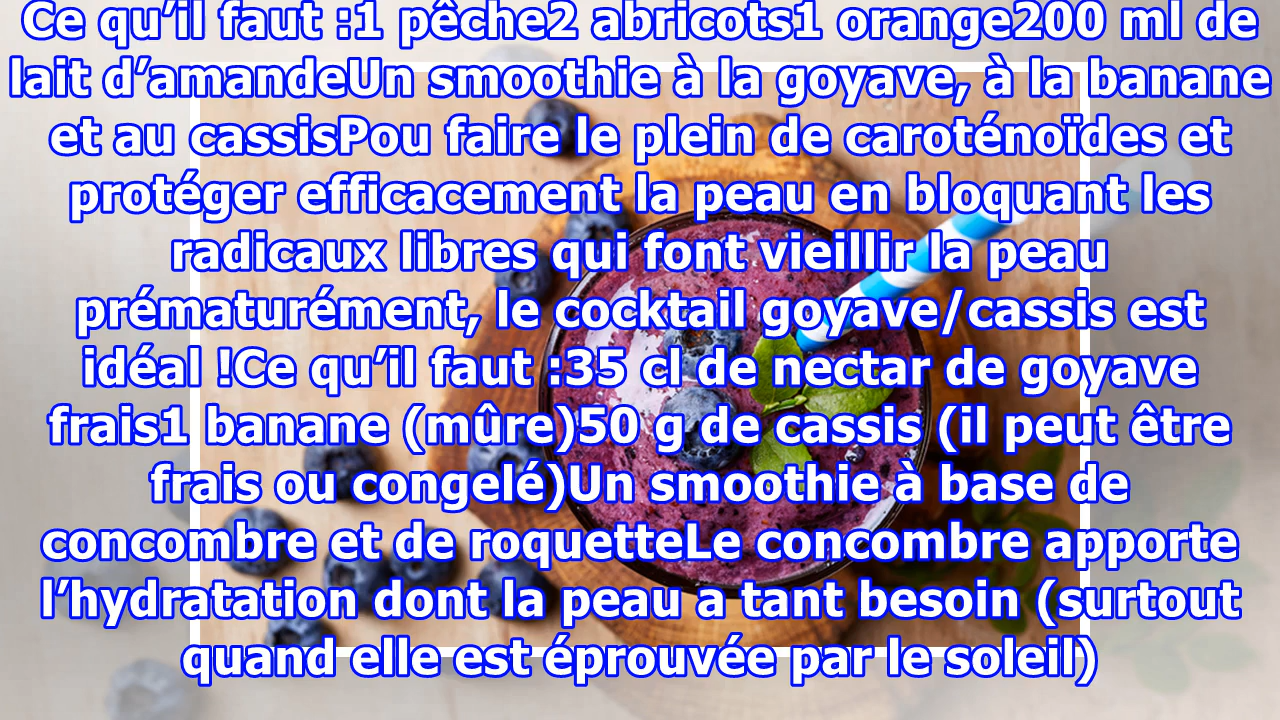 Ce qu’il faut :1 pêche2 abricots1 orange200 ml de
lait d’amandeUn smoothie à la goyave, à la banane
et au cassisPou faire le plein de caroténoïdes et
protéger efficacement la peau en bloquant les
radicaux libres qui font vieillir la peau
prématurément, le cocktail goyave/cassis est
idéal !Ce qu’il faut :35 cl de nectar de goyave
frais1 banane (mûre)50 g de cassis (il peut être
frais ou congelé)Un smoothie à base de
concombre et de roquetteLe concombre apporte
l’hydratation dont la peau a tant besoin (surtout
quand elle est éprouvée par le soleil)